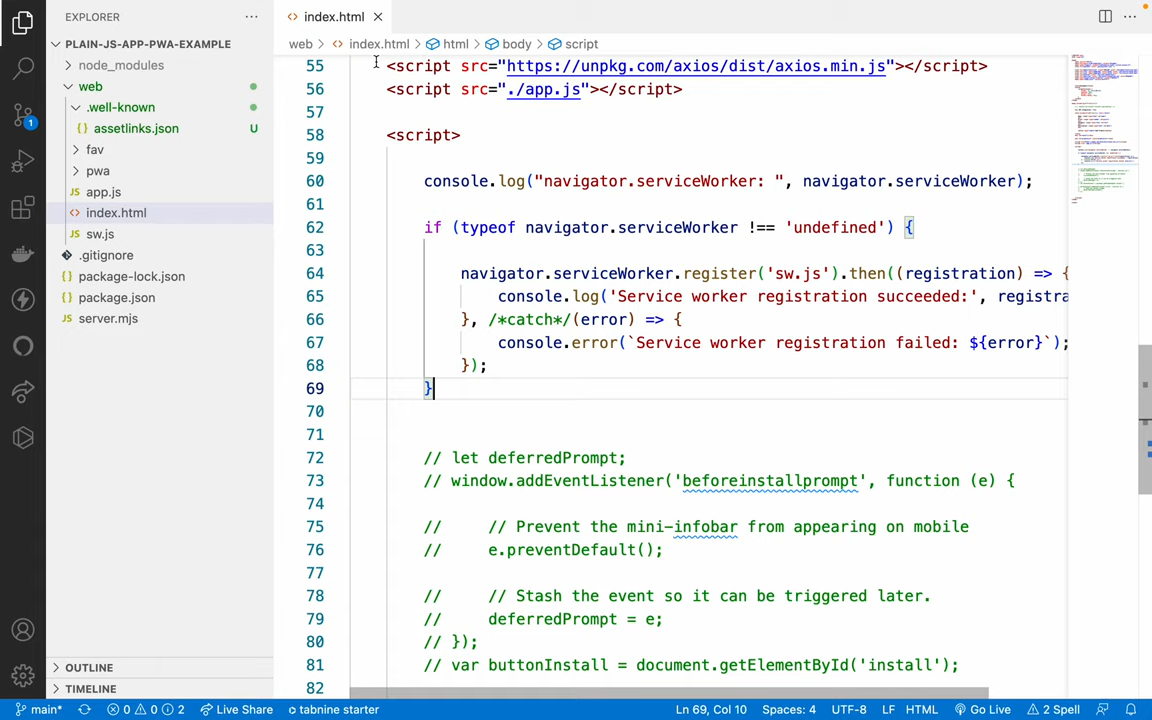 EXPLORER
PLAIN-JS-APP-PWA-EXAMPLE
node_modules
web
.well-known
{} assetlinks.json U
fav
pwa
JS app.js
<> index.html
JS sw.js
.gitignore
{} package-lock.json
{} package.json
JS server.mjs
OUTLINE
TIMELINE
1
<> index.html
web > <> index.html > html > body > script
55 <script src="https://unpkg.com/axios/dist/axios.min.js"></script>
56 <script src="./app.js"></script>
57
58 <script>
59
60 console.log("navigator.serviceWorker: ", navigator.serviceWorker);
61
62 if (typeof navigator.serviceWorker !== 'undefined') {
63
64 navigator.serviceWorker.register('sw.js').then((registration) => {
65 console.log('Service worker registration succeeded:', registra
66 }, /*catch*/(error) => {
67 console.error(`Service worker registration failed: ${error}`);
68 });
69 }
70
71
72 // let deferredPrompt;
73 // window.addEventListener('beforeinstallprompt', function (e) {
74
75 // // Prevent the mini-infobar from appearing on mobile
76 // e.preventDefault();
77
78 // // Stash the event so it can be triggered later.
79 // deferredPrompt = e;
80 // });
81 // var buttonInstall = document.getElementById('install');
82
main* 0 0 2 Live Share tabnine starter Ln 69, Col 10 Spaces: 4 UTF-8 LF HTML Go Live 2 Spell